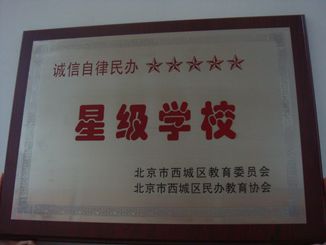 诚信自律民办 ☆☆☆☆☆
星级学校
北京市西城区教育委员会
北京市西城区民办教育协会